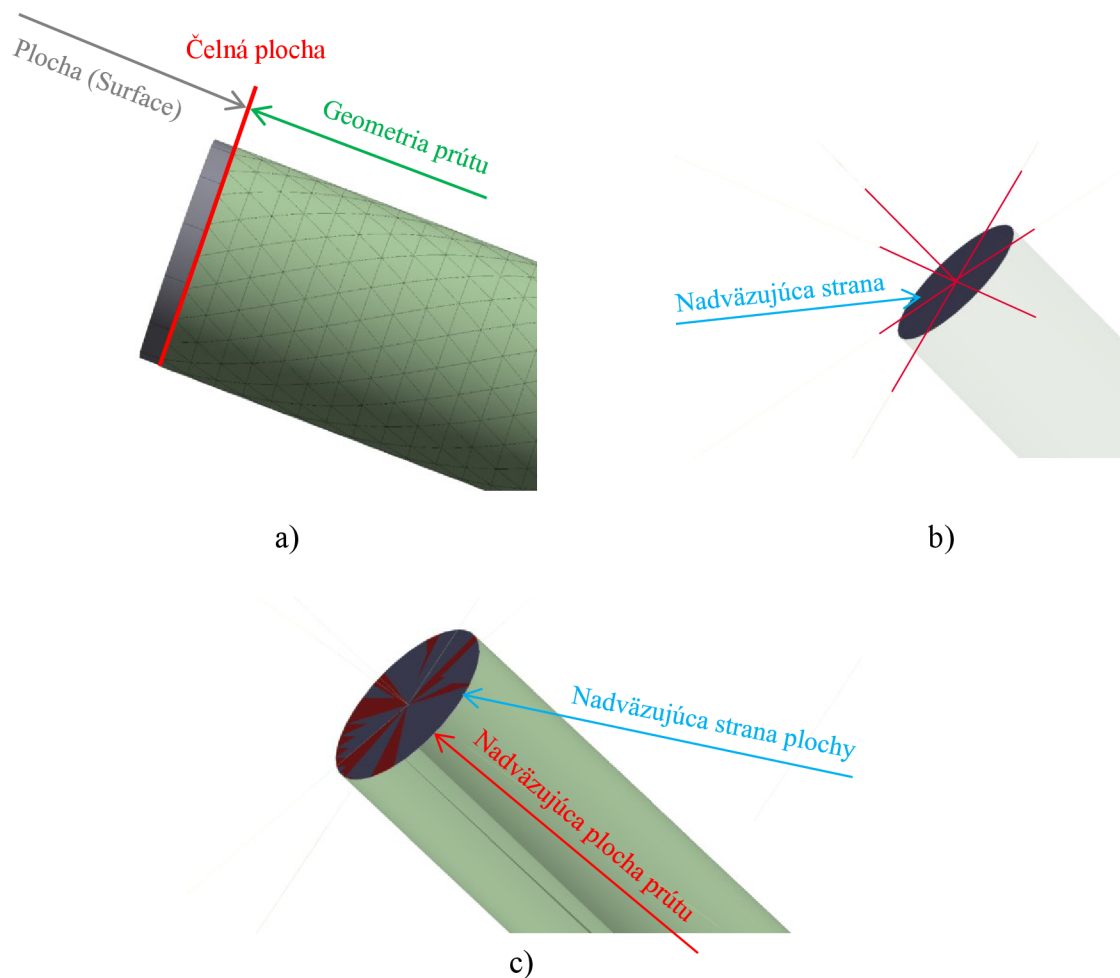 Čelná plocha
Plocha (Surface)
Geometria prútu
Nadväzujúca strana
a)
b)
Nadväzujúca strana plochy
Nadväzujúca plocha prútu
c)